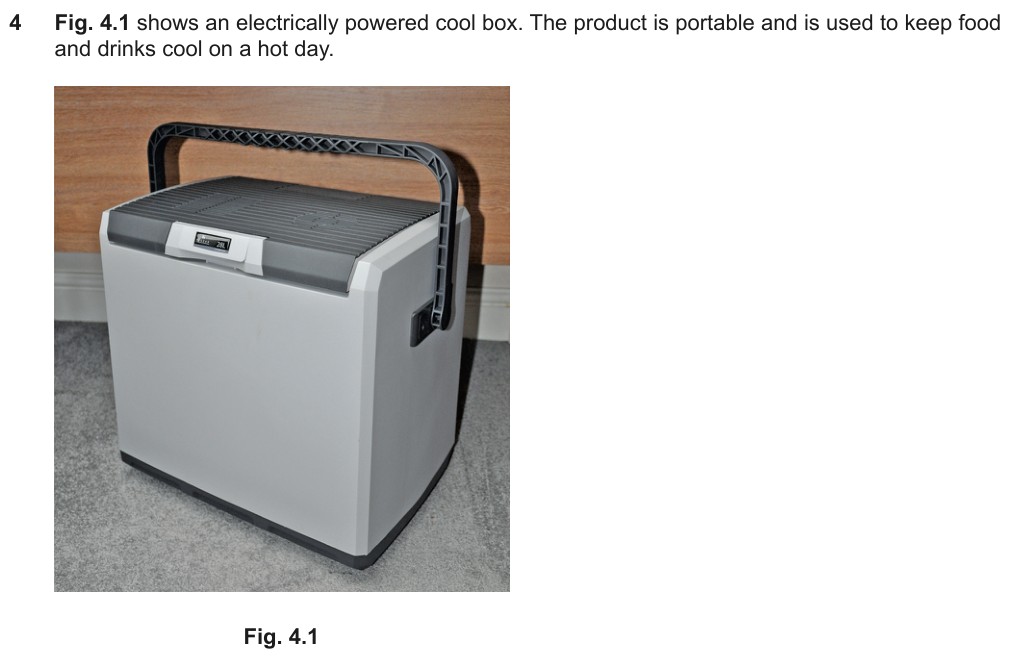 4 Fig. 4.1 shows an electrically powered cool box. The product is portable and is used to keep food
and drinks cool on a hot day.
Fig. 4.1